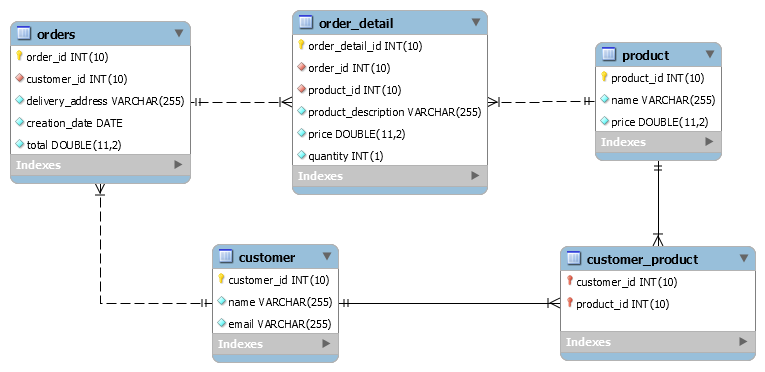 orders
order_id INT(10)
customer_id INT(10)
delivery_address VARCHAR(255)
creation_date DATE
total DOUBLE(11,2)
Indexes
order_detail
order_detail_id INT(10)
order_id INT(10)
product_id INT(10)
product_description VARCHAR(255)
price DOUBLE(11,2)
quantity INT(1)
Indexes
product
product_id INT(10)
name VARCHAR(255)
price DOUBLE(11,2)
Indexes
customer
customer_id INT(10)
name VARCHAR(255)
email VARCHAR(255)
Indexes
customer_product
customer_id INT(10)
product_id INT(10)
Indexes